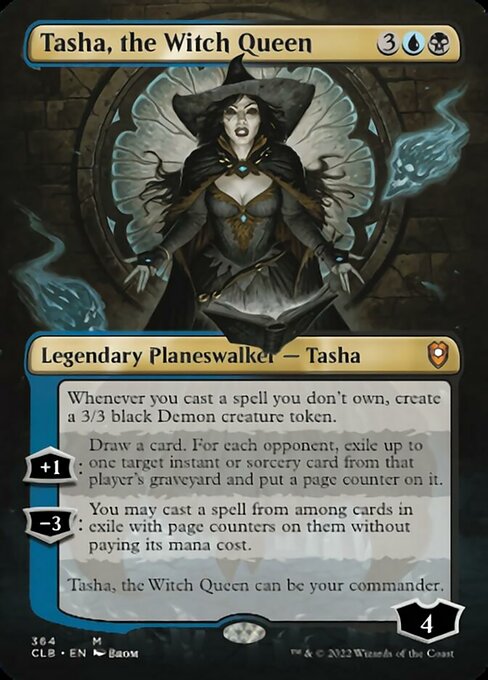 Tasha, the Witch Queen 3
Legendary Planeswalker — Tasha
Whenever you cast a spell you don't own, create
a 3/3 black Demon creature token.
+1: Draw a card. For each opponent, exile up to
one target instant or sorcery card from that
player's graveyard and put a page counter on it.
−3: You may cast a spell from among cards in
exile with page counters on them without
paying its mana cost.
Tasha, the Witch Queen can be your commander.
4
364 M
CLB • EN Brom
™ & © 2022 Wizards of the Coast